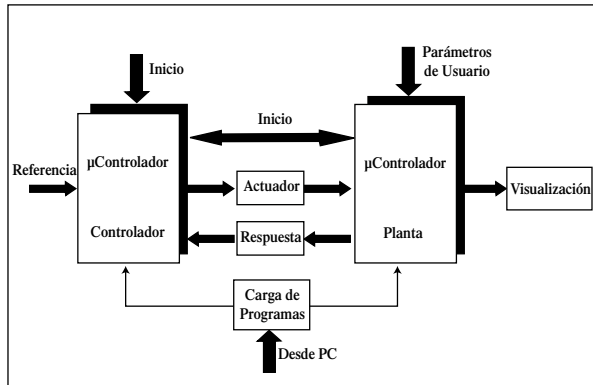 Inicio
Parámetros
de Usuario
Inicio
Referencia
µControlador
Controlador
Actuador
Respuesta
µControlador
Planta
Visualización
Carga de
Programas
Desde PC